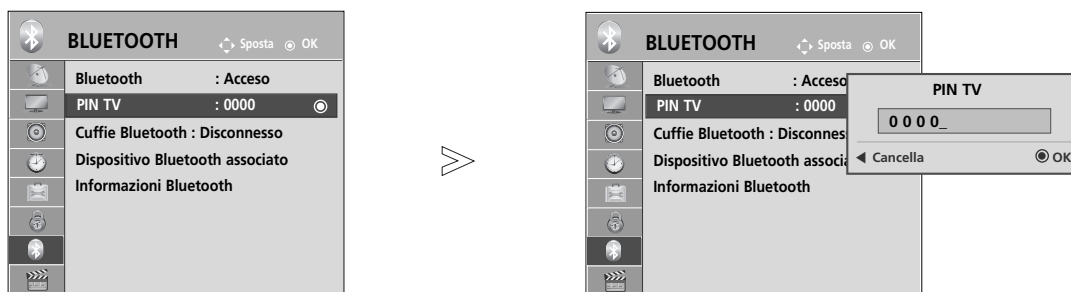 BLUETOOTH Sposta OK
Bluetooth : Acceso
PIN TV : 0000
Cuffie Bluetooth : Disconnesso
Dispositivo Bluetooth associato
Informazioni Bluetooth
BLUETOOTH Sposta OK
Bluetooth : Acceso
PIN TV : 0000
Cuffie Bluetooth : Disconnes
Dispositivo Bluetooth associa
Informazioni Bluetooth
PIN TV
0 0 0 0_
Cancella OK